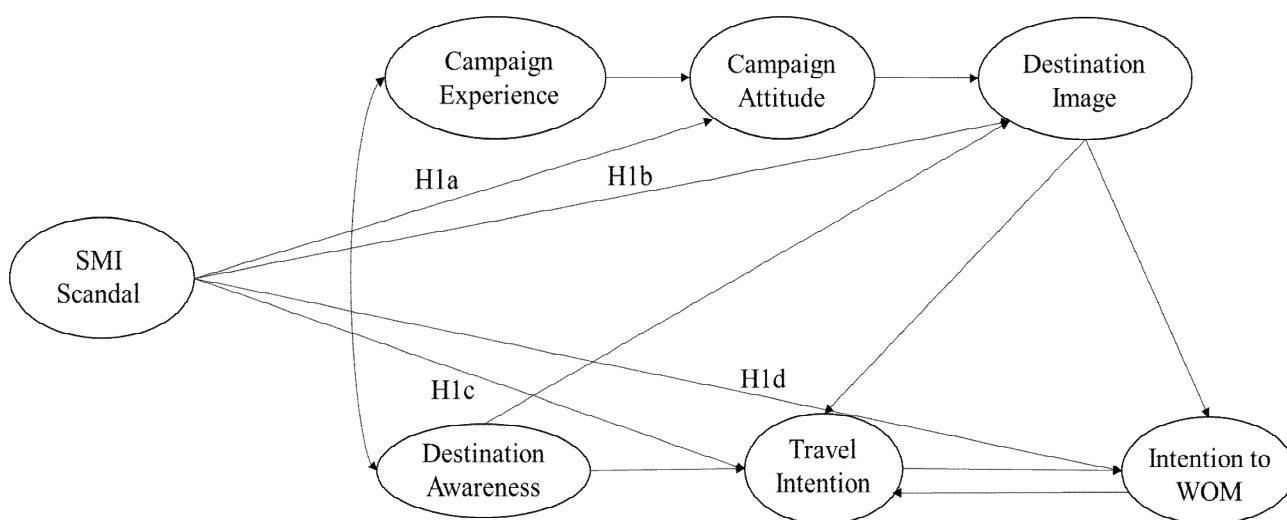 Campaign
Experience
Campaign
Attitude
Destination
Image
H1a
H1b
SMI
Scandal
H1c
H1d
Destination
Awareness
Travel
Intention
Intention to
WOM